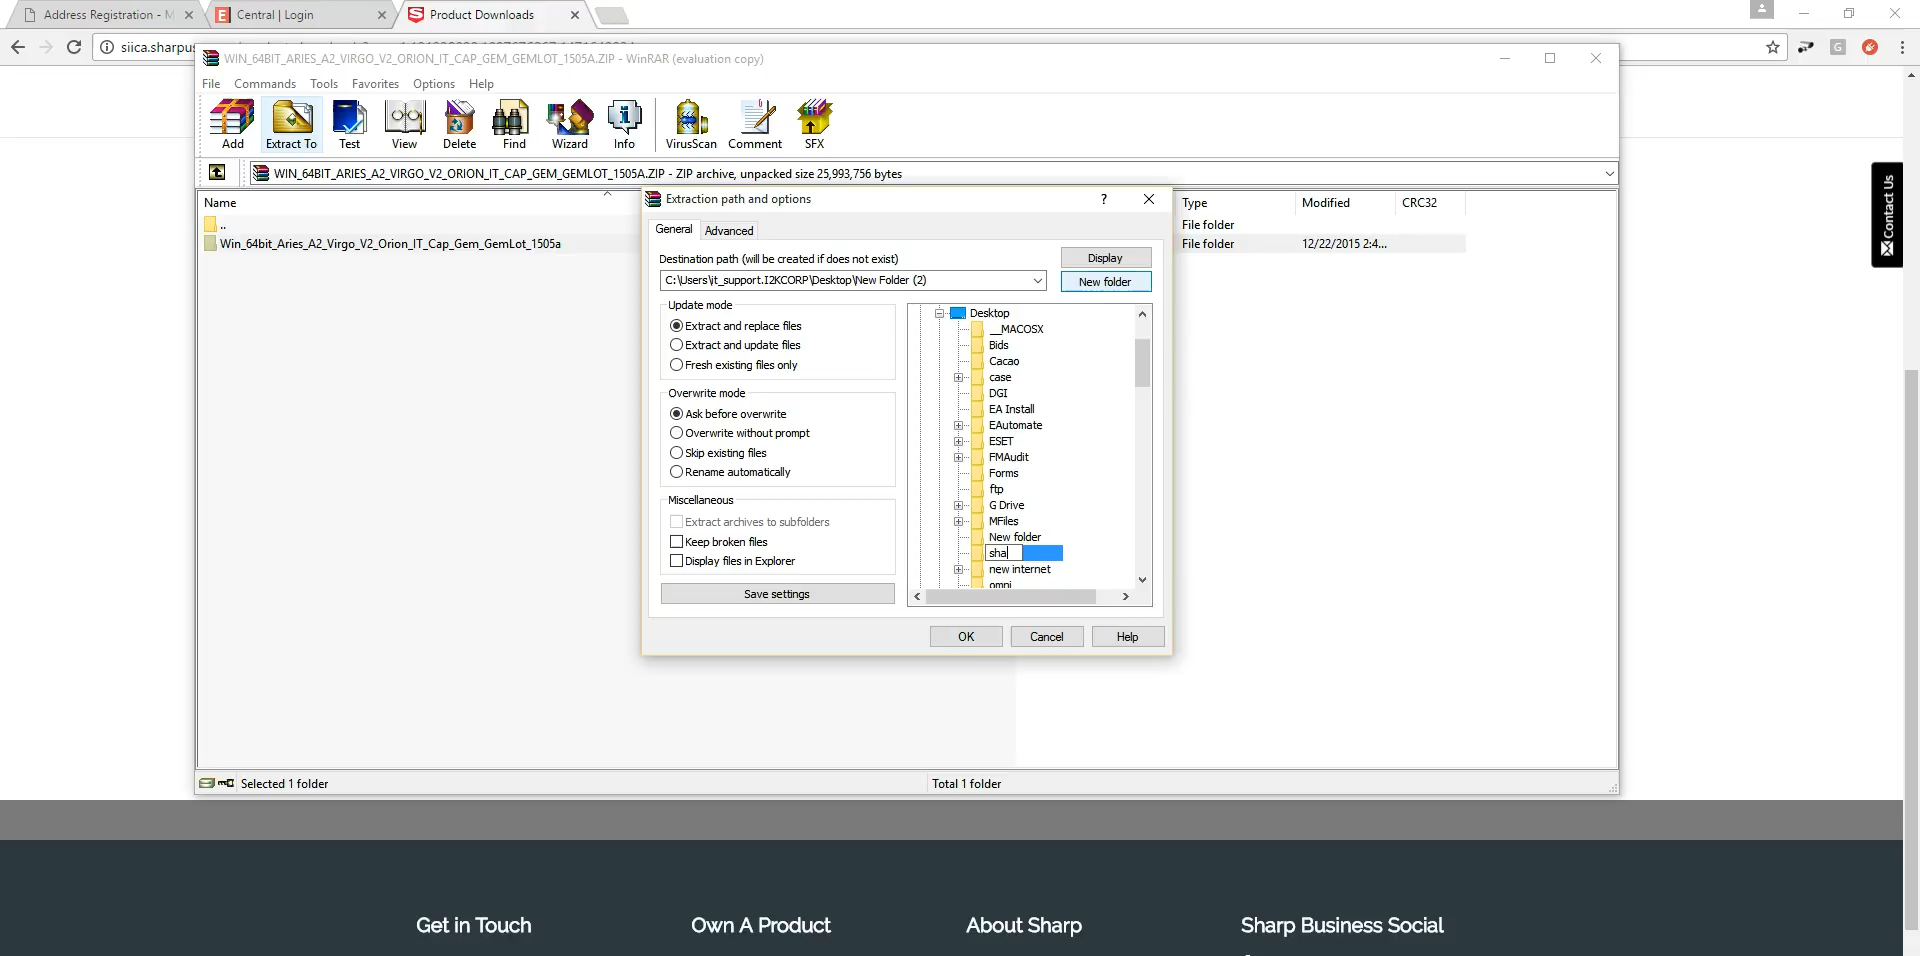 Address Registration - M
Central | Login
Product Downloads
siica.sharpus
WIN_64BIT_ARIES_A2_VIRGO_V2_ORION_IT_CAP_GEM_GEMLOT_1505A.ZIP - WinRAR (evaluation copy)
File Commands Tools Favorites Options Help
Add Extract To Test View Delete Find Wizard Info VirusScan Comment SFX
WIN_64BIT_ARIES_A2_VIRGO_V2_ORION_IT_CAP_GEM_GEMLOT_1505A.ZIP - ZIP archive, unpacked size 25,993,756 bytes
Name Type Modified CRC32
.. File folder
Win_64bit_Aries_A2_Virgo_V2_Orion_IT_Cap_Gem_GemLot_1505a File folder 12/22/2015 2:4...
Extraction path and options
?
General Advanced
Destination path (will be created if does not exist)
Display
C:\Users\it_support.I2KCORP\Desktop\New Folder (2)
New folder
Update mode
Extract and replace files
Extract and update files
Fresh existing files only
Overwrite mode
Ask before overwrite
Overwrite without prompt
Skip existing files
Rename automatically
Miscellaneous
Extract archives to subfolders
Keep broken files
Display files in Explorer
Save settings
Desktop
__MACOSX
Bids
Cacao
case
DGI
EA Install
EAutomate
ESET
FMAudit
Forms
ftp
G Drive
MFiles
New folder
sha
new internet
omni
OK Cancel Help
Selected 1 folder
Total 1 folder
Contact Us
Get in Touch
Own A Product
About Sharp
Sharp Business Social